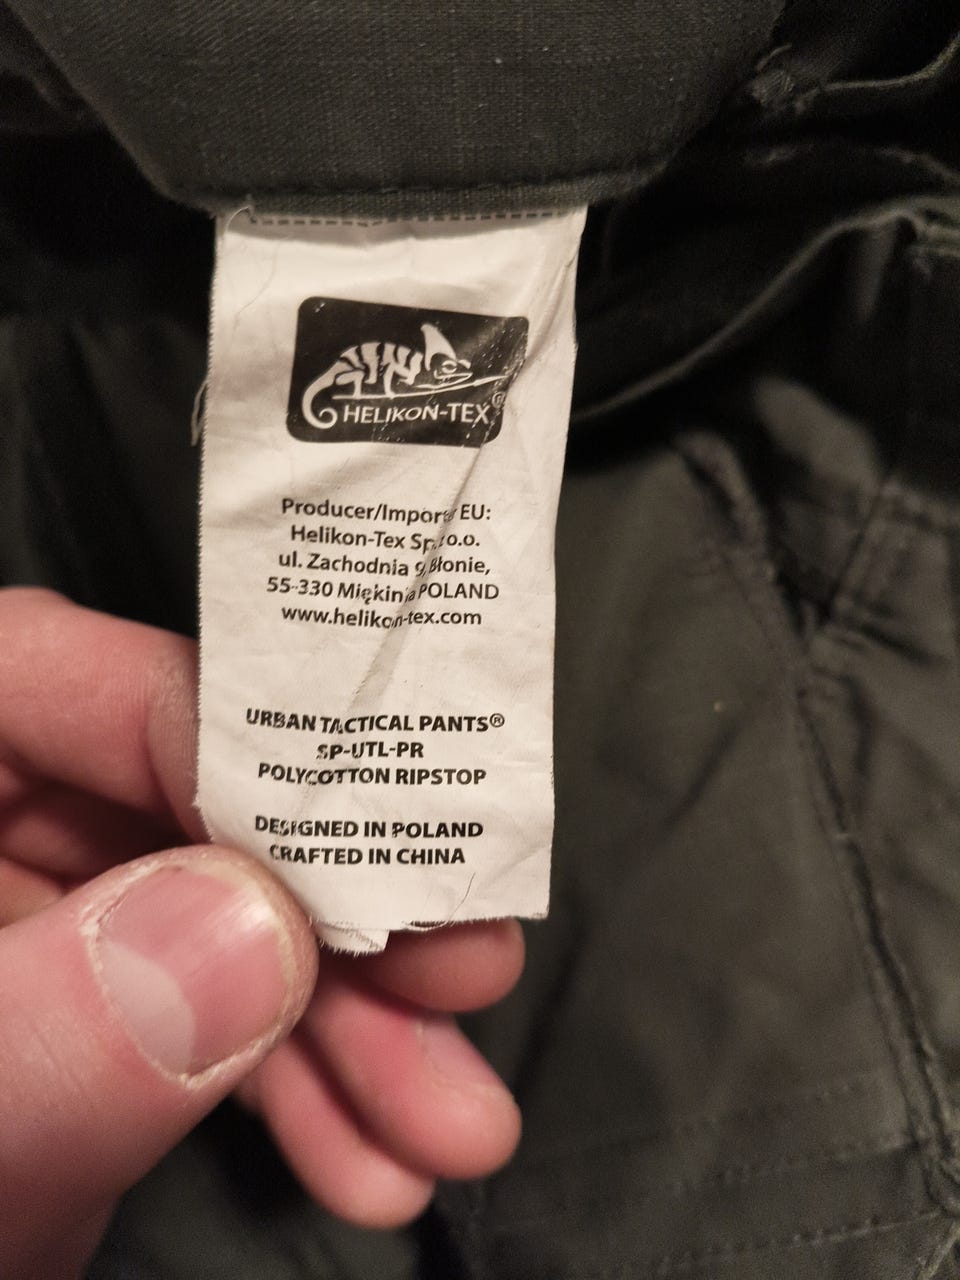 HELIKON-TEX®
Producer/Importer EU:
Helikon-Tex Sp. z o.o.
ul. Zachodnia 9, Błonie,
55-330 Miękinia POLAND
www.helikon-tex.com
URBAN TACTICAL PANTS®
SP-UTL-PR
POLYCOTTON RIPSTOP
DESIGNED IN POLAND
CRAFTED IN CHINA